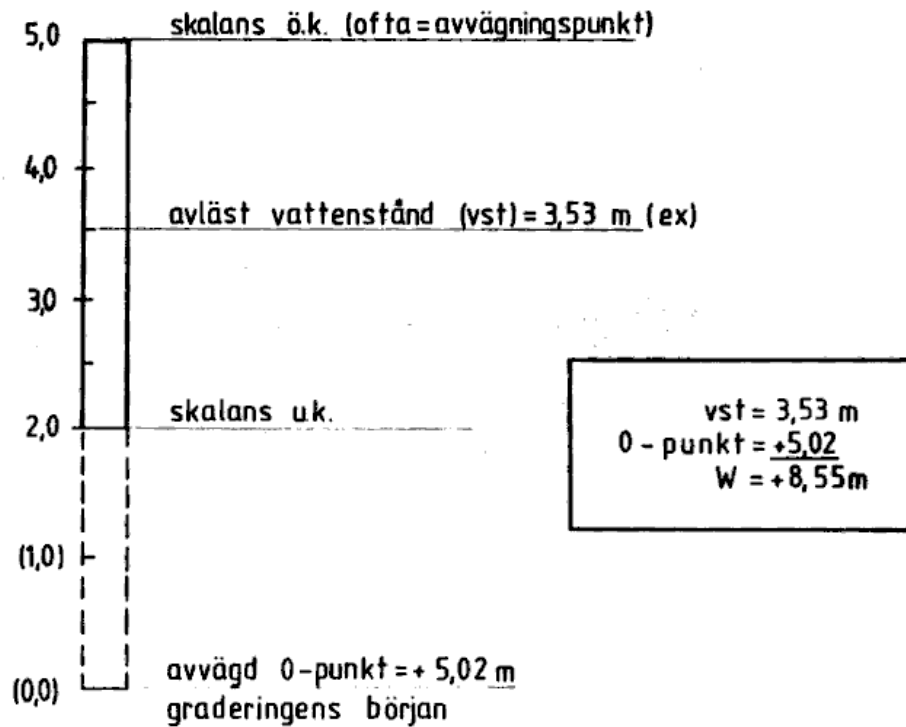 5,0
skalans ö.k. (ofta=avvägningspunkt)
4,0
avläst vattenstånd (vst) = 3,53 m (ex)
3,0
2,0
skalans u.k.
vst = 3,53 m
0 - punkt = +5,02
W = +8,55m
(1,0)
(0,0)
avvägd 0-punkt = + 5,02 m
graderingens början